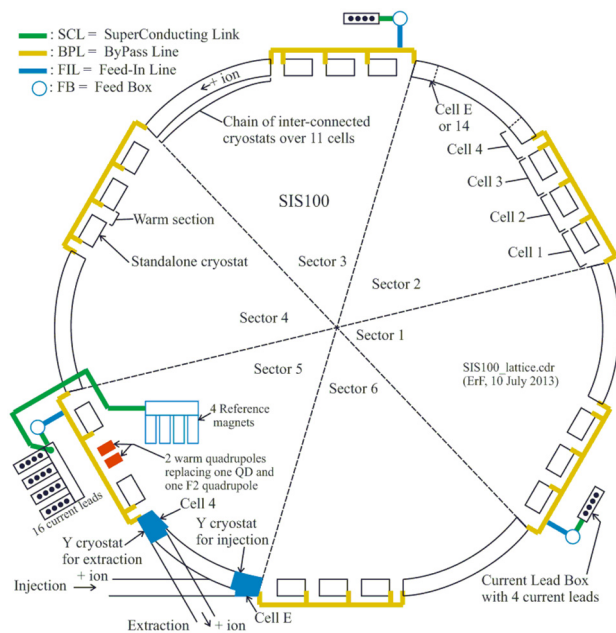 : SCL = SuperConducting Link
: BPL = ByPass Line
: FIL = Feed-In Line
: FB = Feed Box
+ ion
Chain of inter-connected
cryostats over 11 cells
Cell E
or 14
Cell 4
Cell 3
Cell 2
Cell 1
SIS100
Warm section
Standalone cryostat
Sector 3
Sector 2
Sector 4
Sector 1
Sector 5
Sector 6
SIS100_lattice.cdr
(ErF, 10 July 2013)
4 Reference
magnets
2 warm quadrupoles
replacing one QD and
one F2 quadrupole
16 current leads
Cell 4
Y cryostat
for extraction
Y cryostat
for injection
Injection
+ ion
Extraction
+ ion
Cell E
Current Lead Box
with 4 current leads